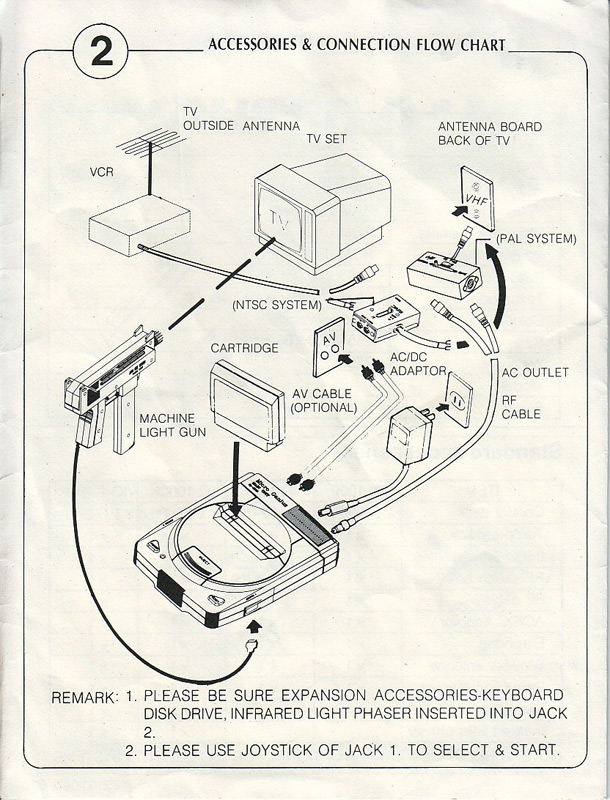 2
ACCESSORIES & CONNECTION FLOW CHART
TV
OUTSIDE ANTENNA
TV SET
ANTENNA BOARD
BACK OF TV
VCR
VHF
TV
(PAL SYSTEM)
(NTSC SYSTEM)
AV
CARTRIDGE
AC/DC
ADAPTOR
AC OUTLET
AV CABLE
(OPTIONAL)
RF
CABLE
MACHINE
LIGHT GUN
Micro Genius
EJECT
REMARK: 1. PLEASE BE SURE EXPANSION ACCESSORIES-KEYBOARD
DISK DRIVE, INFRARED LIGHT PHASER INSERTED INTO JACK
2.
2. PLEASE USE JOYSTICK OF JACK 1. TO SELECT & START.